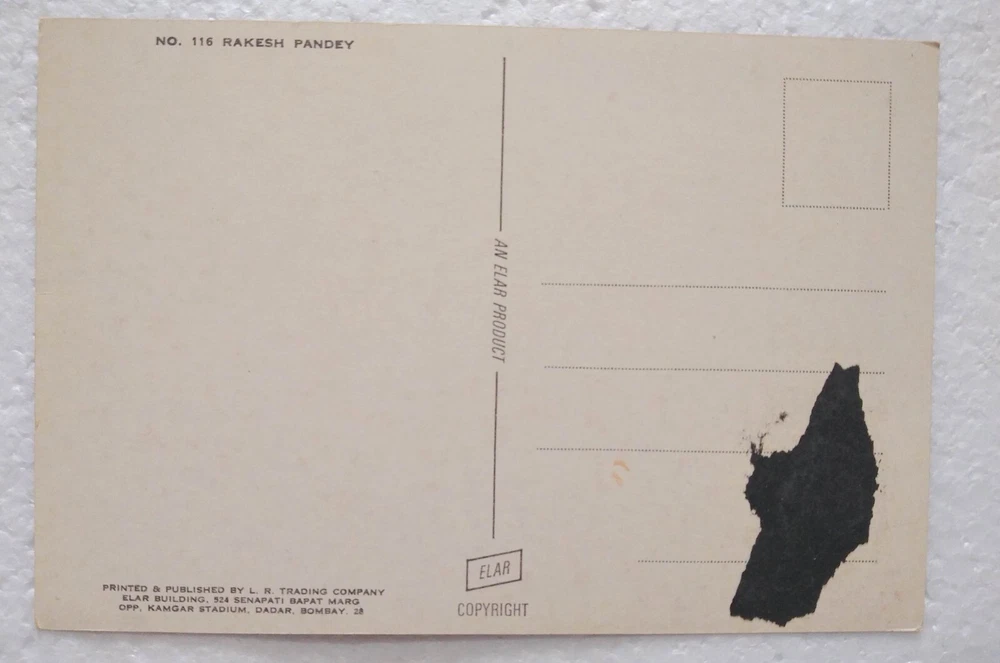 NO. 116 RAKESH PANDEY
AN ELAR PRODUCT
PRINTED & PUBLISHED BY L. R. TRADING COMPANY
ELAR BUILDING, 524 SENAPATI BAPAT MARG
OPP. KAMGAR STADIUM, DADAR, BOMBAY. 28
ELAR
COPYRIGHT